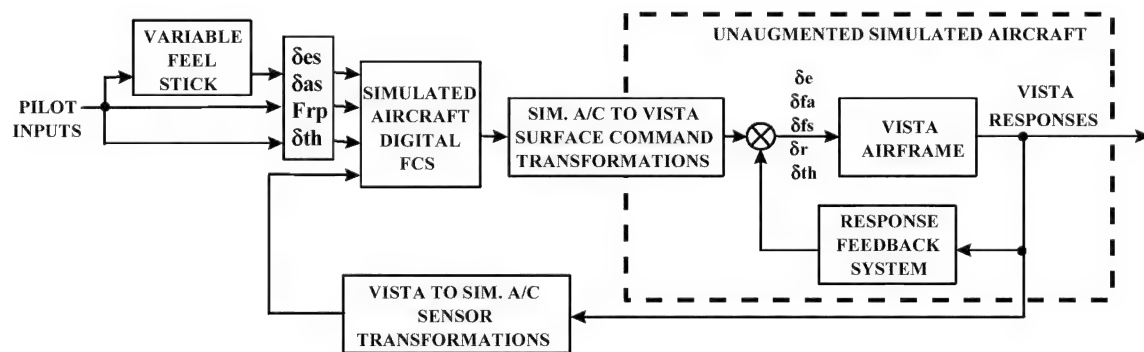 UNAUGMENTED SIMULATED AIRCRAFT
VARIABLE
FEEL
STICK
PILOT
INPUTS
δes
δas
Frp
δth
SIMULATED
AIRCRAFT
DIGITAL
FCS
SIM. A/C TO VISTA
SURFACE COMMAND
TRANSFORMATIONS
δe
δfa
δfs
δr
δth
VISTA
AIRFRAME
VISTA
RESPONSES
RESPONSE
FEEDBACK
SYSTEM
VISTA TO SIM. A/C
SENSOR
TRANSFORMATIONS